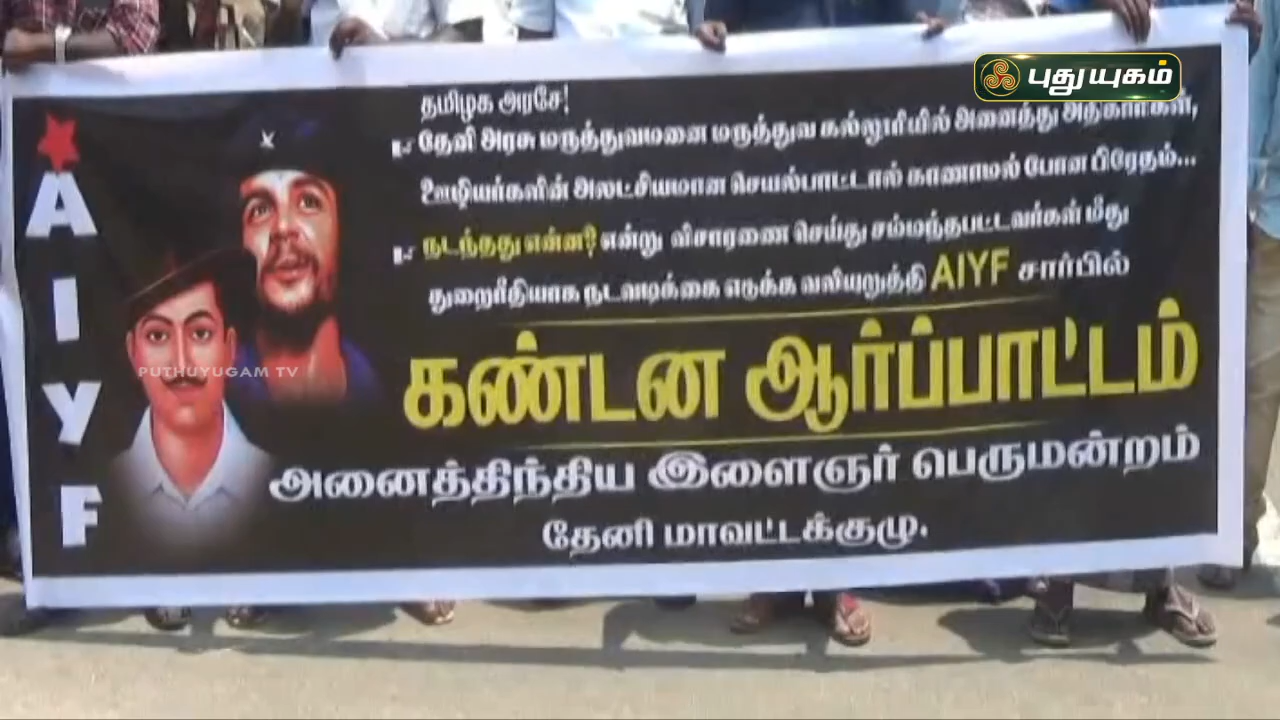 புதுயுகம்
தமிழக அரசே!
தேனி அரசு மருத்துவமனை மருத்துவ கல்லூரியில் அனைத்து அதிகாரிகள்,
ஊழியர்களின் அலட்சியமான செயல்பாட்டால் காணாமல் போன பிரேதம்...
நடந்தது என்ன? என்று விசாரணை செய்து சம்மந்தபட்டவர்கள் மீது
துறைரீதியாக நடவடிக்கை எடுக்க வலியுறுத்தி AIYF சார்பில்
கண்டன ஆர்ப்பாட்டம்
அனைத்திந்திய இளைஞர் பெருமன்றம்
தேனி மாவட்டக்குழு.
AIYF
PUTHUYUGAM TV